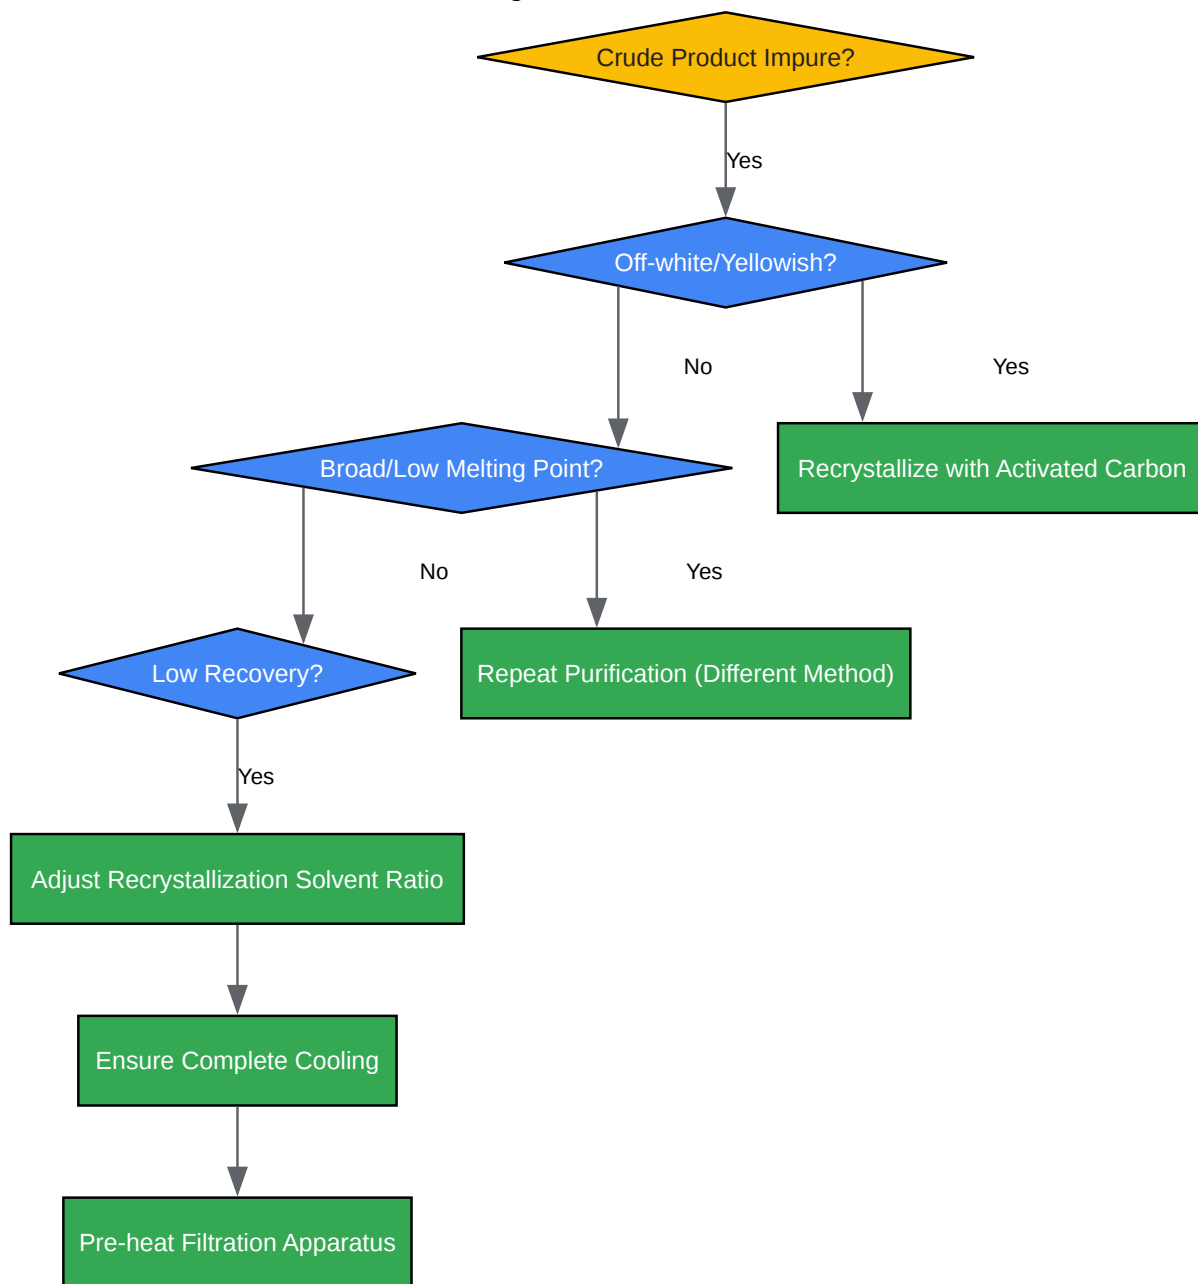 Crude Product Impure?
Yes
Off-white/Yellowish?
No
Yes
Broad/Low Melting Point?
Recrystallize with Activated Carbon
No
Yes
Low Recovery?
Repeat Purification (Different Method)
Yes
Adjust Recrystallization Solvent Ratio
Ensure Complete Cooling
Pre-heat Filtration Apparatus